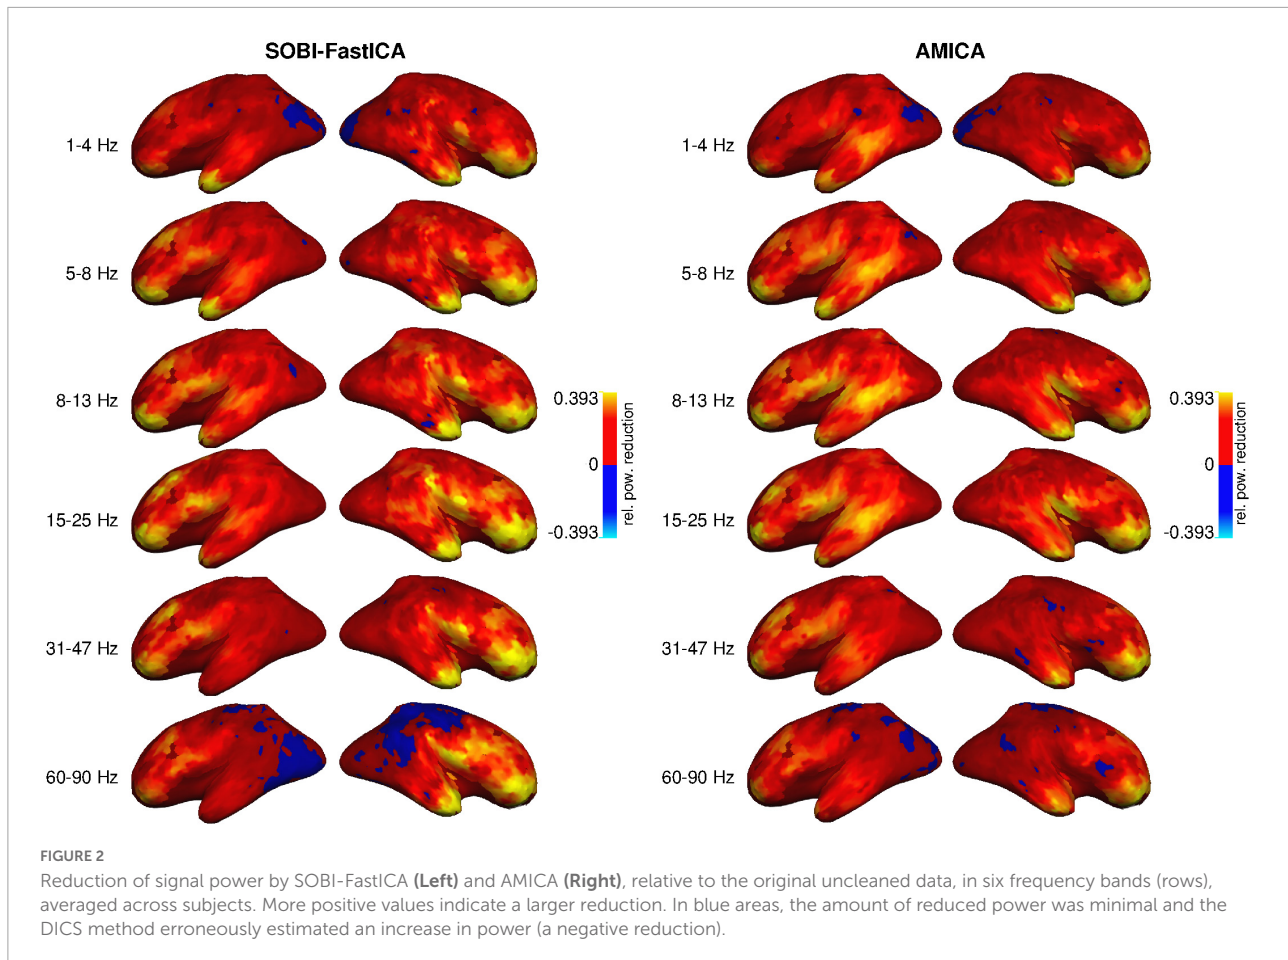 SOBI-FastICA
AMICA
1-4 Hz
1-4 Hz
5-8 Hz
5-8 Hz
8-13 Hz
8-13 Hz
0.393
0
-0.393
rel. pow. reduction
0.393
0
-0.393
rel. pow. reduction
15-25 Hz
15-25 Hz
31-47 Hz
31-47 Hz
60-90 Hz
60-90 Hz
FIGURE 2
Reduction of signal power by SOBI-FastICA (Left) and AMICA (Right), relative to the original uncleaned data, in six frequency bands (rows),
averaged across subjects. More positive values indicate a larger reduction. In blue areas, the amount of reduced power was minimal and the
DICS method erroneously estimated an increase in power (a negative reduction).